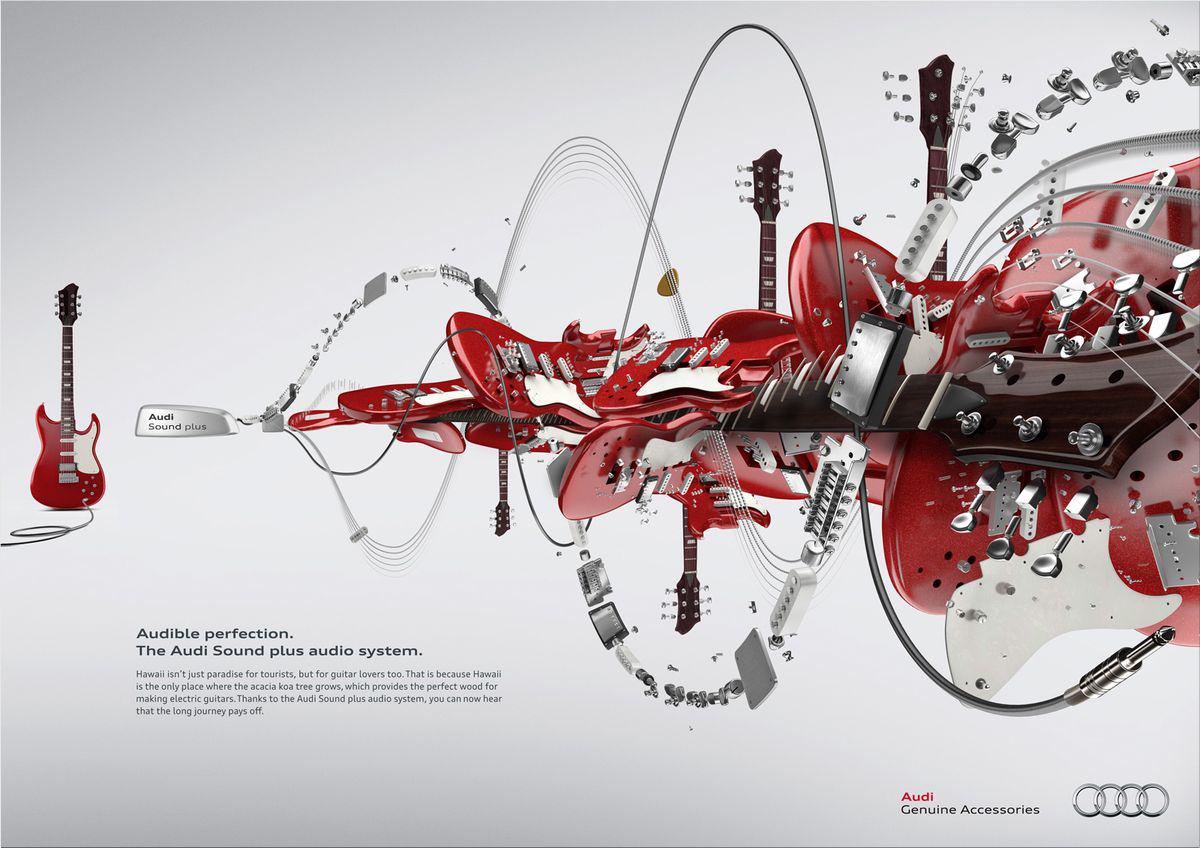 Audi
Sound plus
Audible perfection.
The Audi Sound plus audio system.
Hawaii isn't just paradise for tourists, but for guitar lovers too. That is because Hawaii
is the only place where the acacia koa tree grows, which provides the perfect wood for
making electric guitars. Thanks to the Audi Sound plus audio system, you can now hear
that the long journey pays off.
Audi
Genuine Accessories